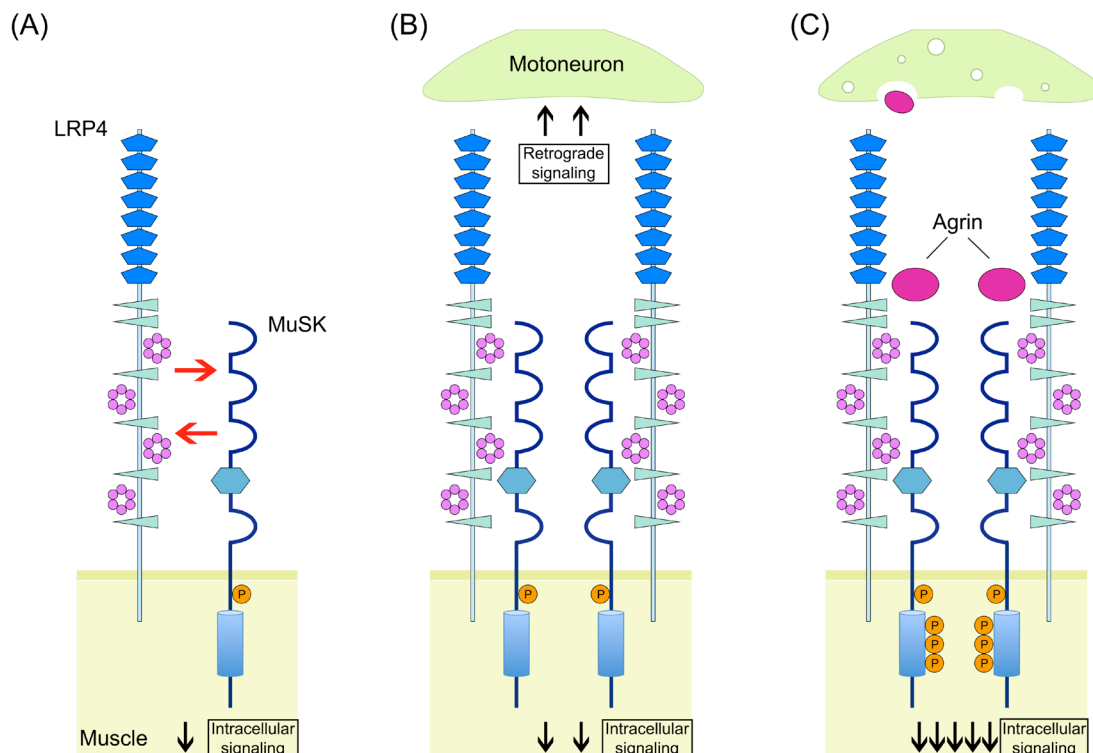 (A)
LRP4
MuSK
P
Muscle
Intracellular
signaling
(B)
Motoneuron
Retrograde
signaling
P
P
Intracellular
signaling
(C)
Agrin
P
P
P
P
P
P
P
P
Intracellular
signaling